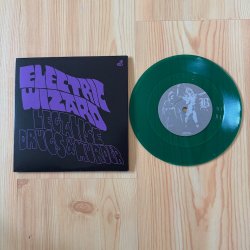 ELECTRIC
WIZARD
LEGALISE
DRUGS & MURDER
B